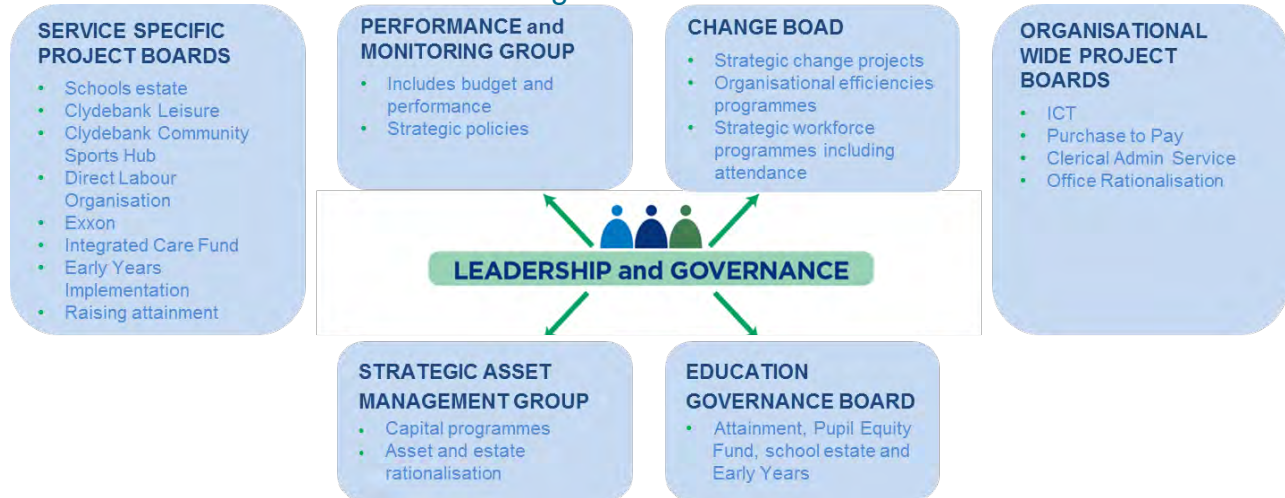 SERVICE SPECIFIC
PROJECT BOARDS
• Schools estate
• Clydebank Leisure
• Clydebank Community
Sports Hub
• Direct Labour
Organisation
• Exxon
• Integrated Care Fund
• Early Years
Implementation
• Raising attainment
PERFORMANCE and
MONITORING GROUP
• Includes budget and
performance
• Strategic policies
CHANGE BOAD
• Strategic change projects
• Organisational efficiencies
programmes
• Strategic workforce
programmes including
attendance
ORGANISATIONAL
WIDE PROJECT
BOARDS
• ICT
• Purchase to Pay
• Clerical Admin Service
• Office Rationalisation
LEADERSHIP and GOVERNANCE
STRATEGIC ASSET
MANAGEMENT GROUP
• Capital programmes
• Asset and estate
rationalisation
EDUCATION
GOVERNANCE BOARD
• Attainment, Pupil Equity
Fund, school estate and
Early Years